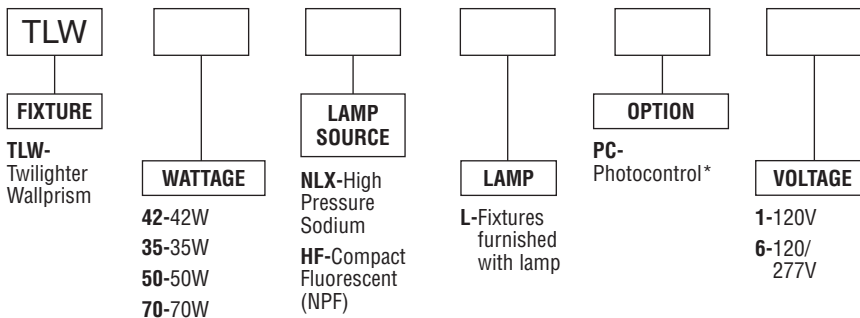 TLW
FIXTURE
TLW-
Twilighter
Wallprism
WATTAGE
42-42W
35-35W
50-50W
70-70W
LAMP
SOURCE
NLX-High
Pressure
Sodium
HF-Compact
Fluorescent
(NPF)
LAMP
L-Fixtures
furnished
with lamp
OPTION
PC-
Photocontrol*
VOLTAGE
1-120V
6-120/
277V